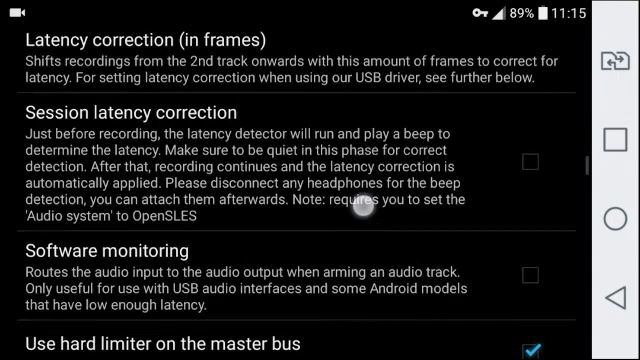 89% 11:15
Latency correction (in frames)
Shifts recordings from the 2nd track onwards with this amount of frames to correct for
latency. For setting latency correction when using our USB driver, see further below.
Session latency correction
Just before recording, the latency detector will run and play a beep to
determine the latency. Make sure to be quiet in this phase for correct
detection. After that, recording continues and the latency correction is
automatically applied. Please disconnect any headphones for the beep
detection, you can attach them afterwards. Note: requires you to set the
'Audio system' to OpenSLES
Software monitoring
Routes the audio input to the audio output when arming an audio track.
Only useful for use with USB audio interfaces and some Android models
that have low enough latency.
Use hard limiter on the master bus